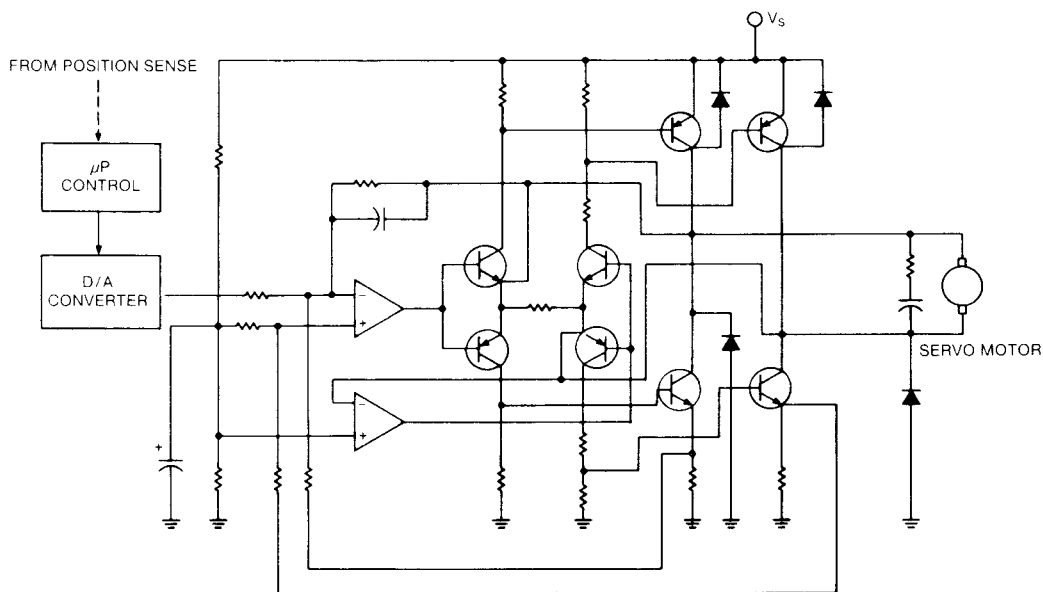 V_S
FROM POSITION SENSE
μP
CONTROL
D/A
CONVERTER
−
+
−
+
+
SERVO MOTOR